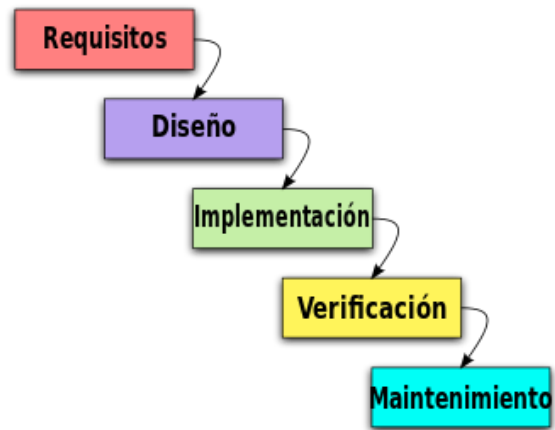 Requisitos
Diseño
Implementación
Verificación
Maintenimiento